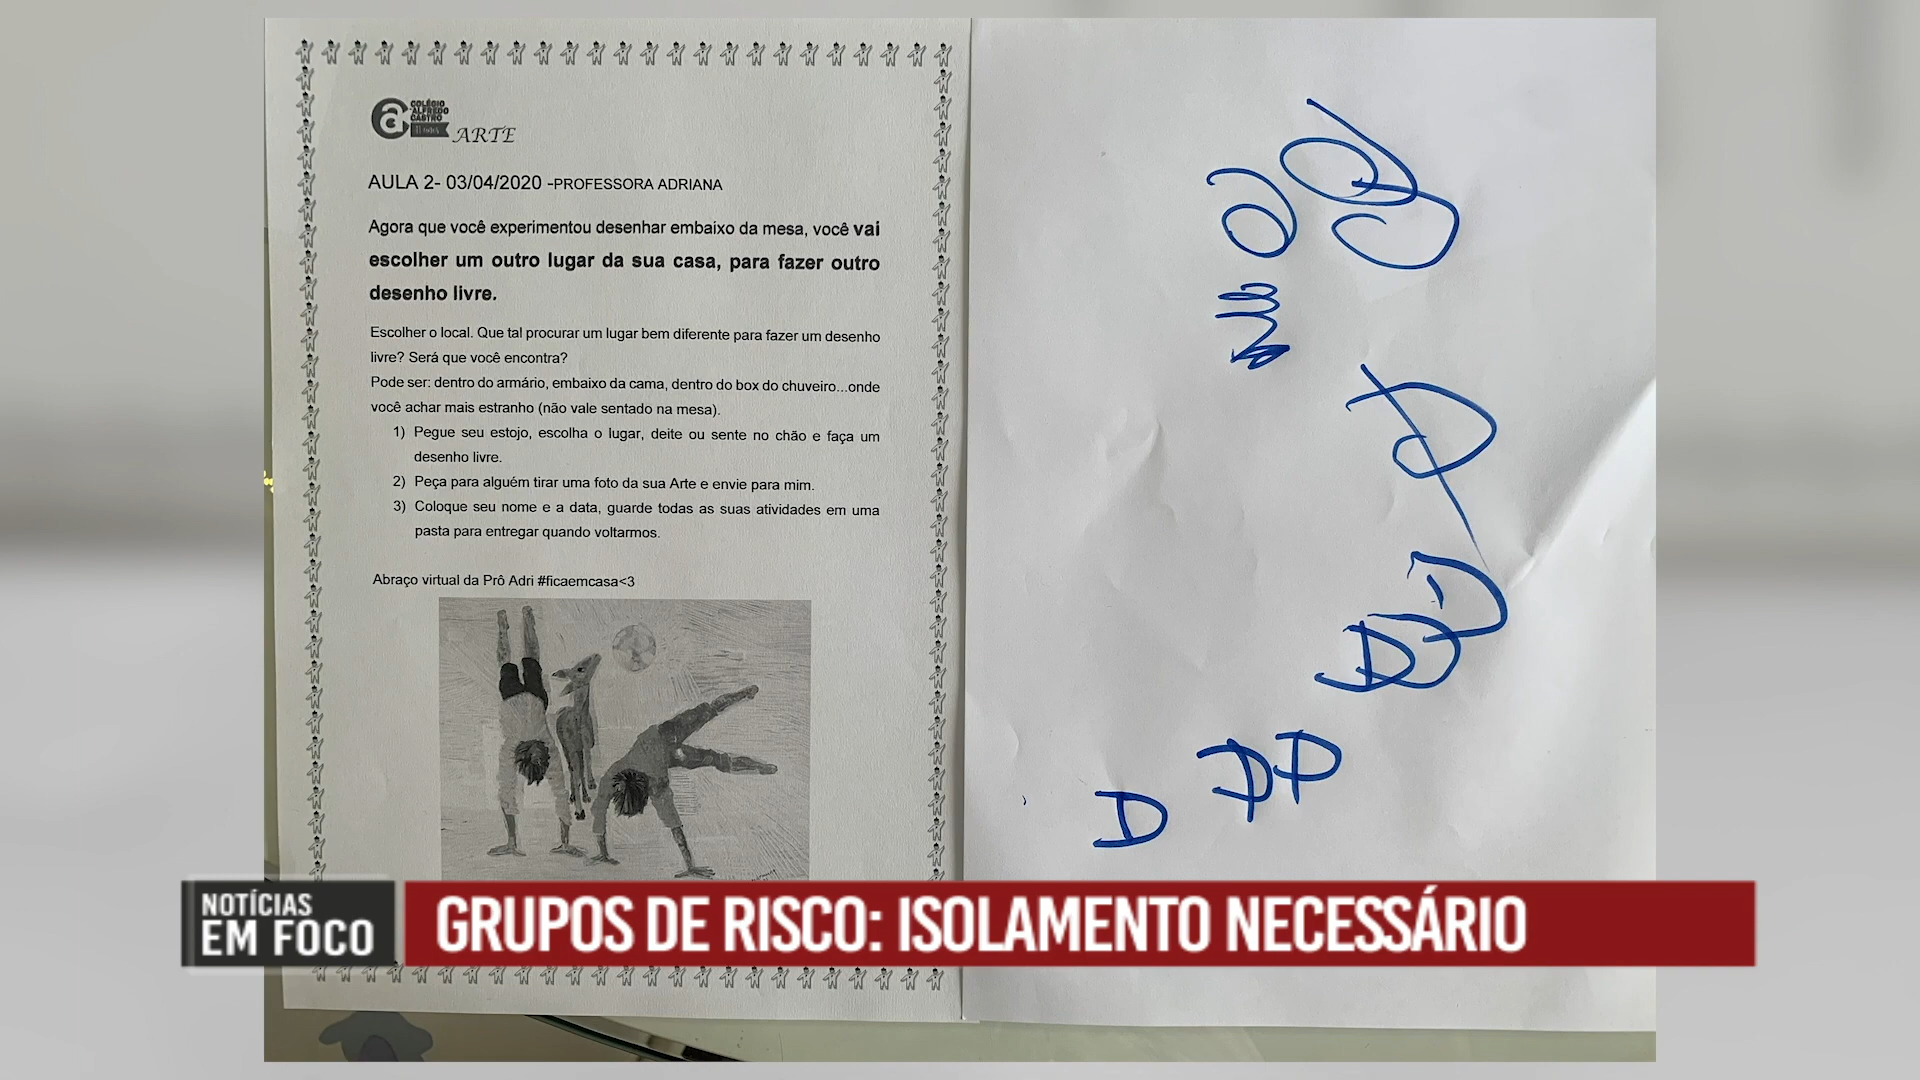 COLÉGIO
ALFREDO
CASTRO
ARTE
AULA 2- 03/04/2020 -PROFESSORA ADRIANA
Agora que você experimentou desenhar embaixo da mesa, você vai
escolher um outro lugar da sua casa, para fazer outro
desenho livre.
Escolher o local. Que tal procurar um lugar bem diferente para fazer um desenho
livre? Será que você encontra?
Pode ser: dentro do armário, embaixo da cama, dentro do box do chuveiro...onde
você achar mais estranho (não vale sentado na mesa).
1) Pegue seu estojo, escolha o lugar, deite ou sente no chão e faça um
desenho livre.
2) Peça para alguém tirar uma foto da sua Arte e envie para mim.
3) Coloque seu nome e a data, guarde todas as suas atividades em uma
pasta para entregar quando voltarmos.
Abraço virtual da Prô Adri #ficaemcasa<3
D
NOTÍCIAS
EM FOCO
GRUPOS DE RISCO: ISOLAMENTO NECESSÁRIO